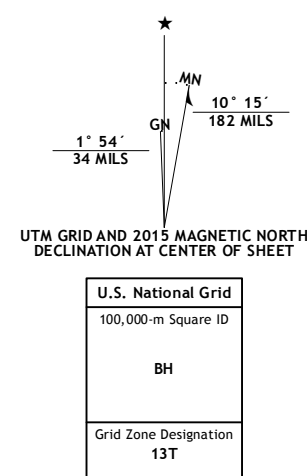 ★
MN
GN
10° 15´
182 MILS
1° 54´
34 MILS
UTM GRID AND 2015 MAGNETIC NORTH
DECLINATION AT CENTER OF SHEET
U.S. National Grid
100,000-m Square ID
BH
Grid Zone Designation
13T